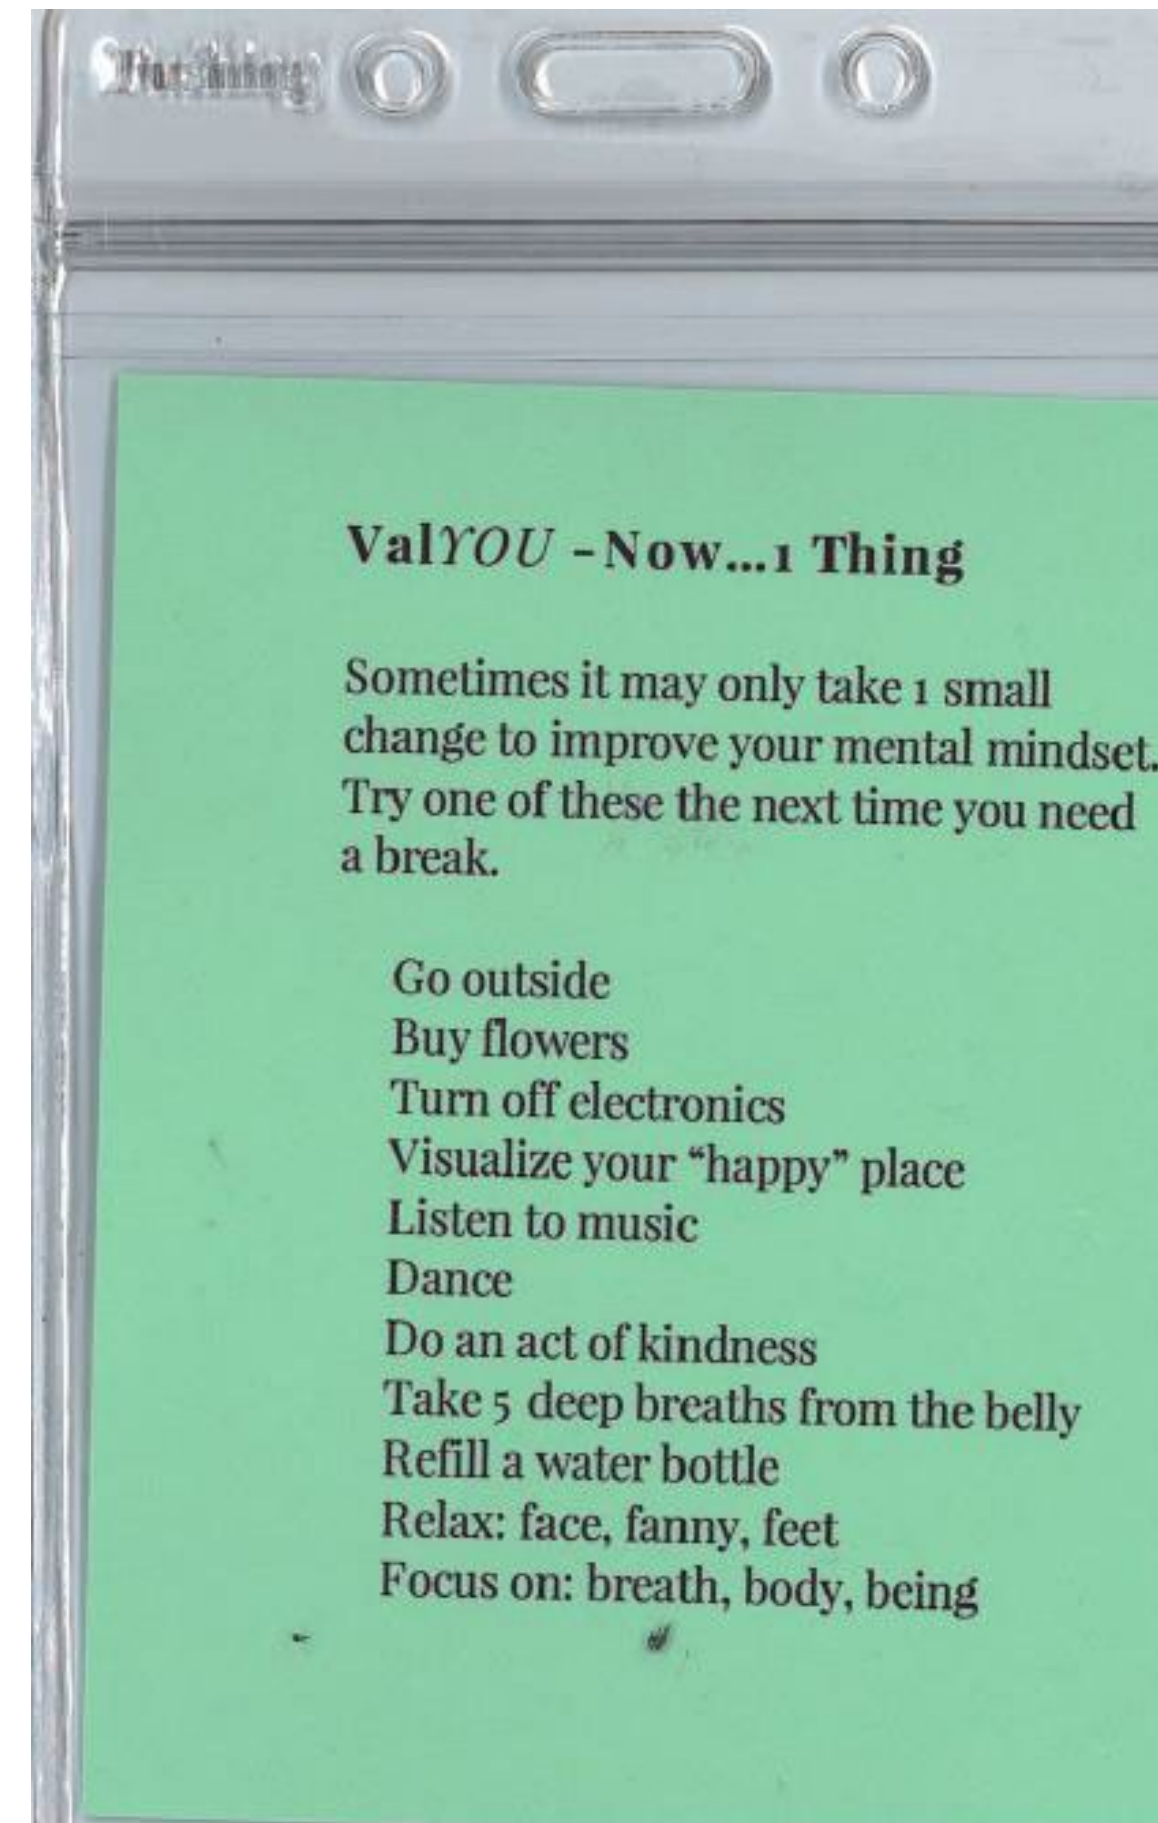 ValYOU - Now...1 Thing
Sometimes it may only take 1 small
change to improve your mental mindset.
Try one of these the next time you need
a break.
Go outside
Buy flowers
Turn off electronics
Visualize your “happy” place
Listen to music
Dance
Do an act of kindness
Take 5 deep breaths from the belly
Refill a water bottle
Relax: face, fanny, feet
Focus on: breath, body, being